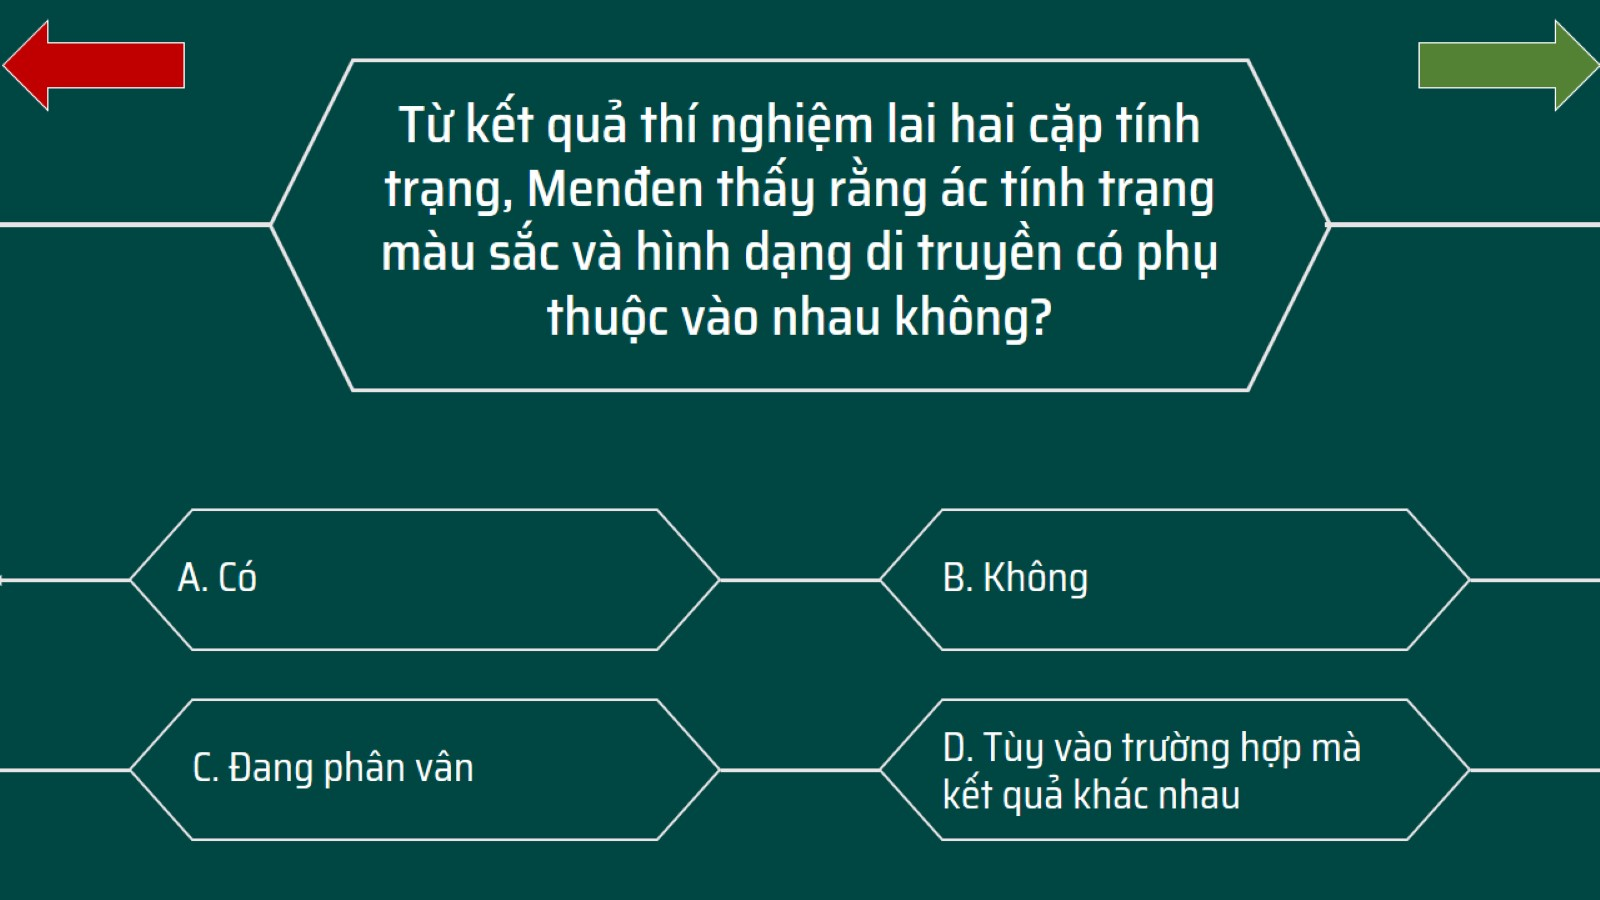 Từ kết quả thí nghiệm lai hai cặp tính
trạng, Menđen thấy rằng ác tính trạng
màu sắc và hình dạng di truyền có phụ
thuộc vào nhau không?
A. Có
B. Không
C. Đang phân vân
D. Tùy vào trường hợp mà
kết quả khác nhau